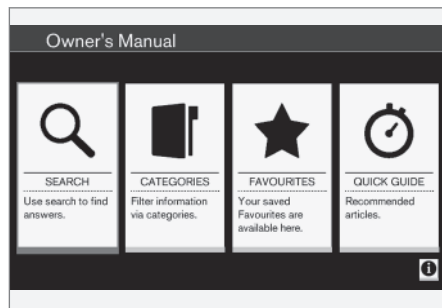 Owner's Manual
SEARCH
Use search to find
answers.
CATEGORIES
Filter information
via categories.
FAVOURITES
Your saved
Favourites are
available here.
QUICK GUIDE
Recommended
articles.